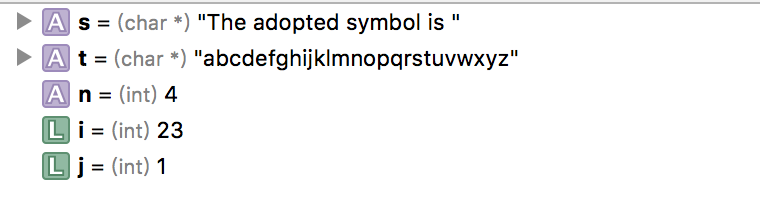 A s = (char *) "The adopted symbol is "
A t = (char *) "abcdefghijklmnopqrstuvwxyz"
A n = (int) 4
L i = (int) 23
L j = (int) 1